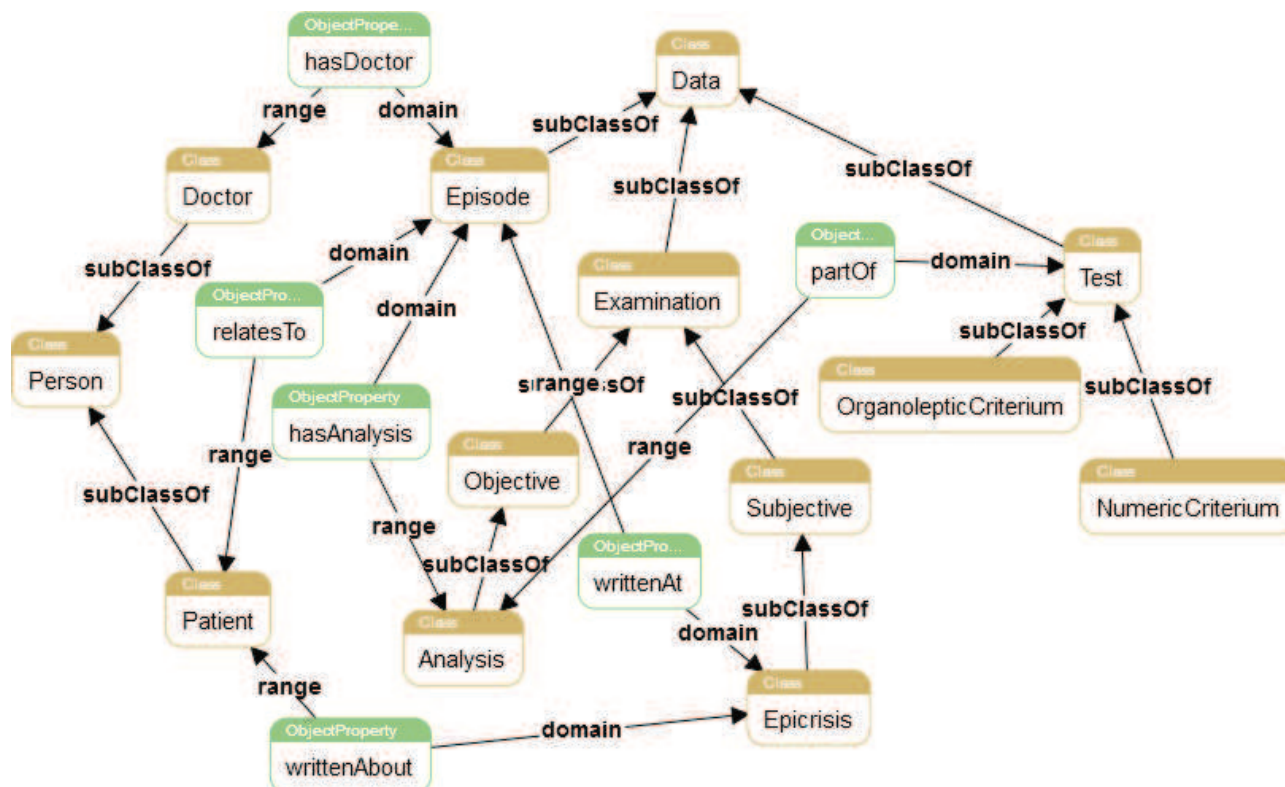 ObjectPrope...
hasDoctor
Class
Data
range
domain
subClassOf
Class
Doctor
Class
Episode
subClassOf
subClassOf
Class
Test
Object...
partOf
domain
domain
Class
Examination
subClassOf
ObjectPro...
relatesTo
domain
subClassOf
Class
Person
Class
OrganolepticCriterium
range
subClassOf
subClassOf
ObjectProperty
hasAnalysis
range
Class
Objective
range
subClassOf
Class
Subjective
Class
NumericCriterium
subClassOf
range
subClassOf
ObjectPro...
writtenAt
Class
Patient
subClassOf
Class
Analysis
domain
range
Class
Epicrisis
ObjectProperty
writtenAbout
domain